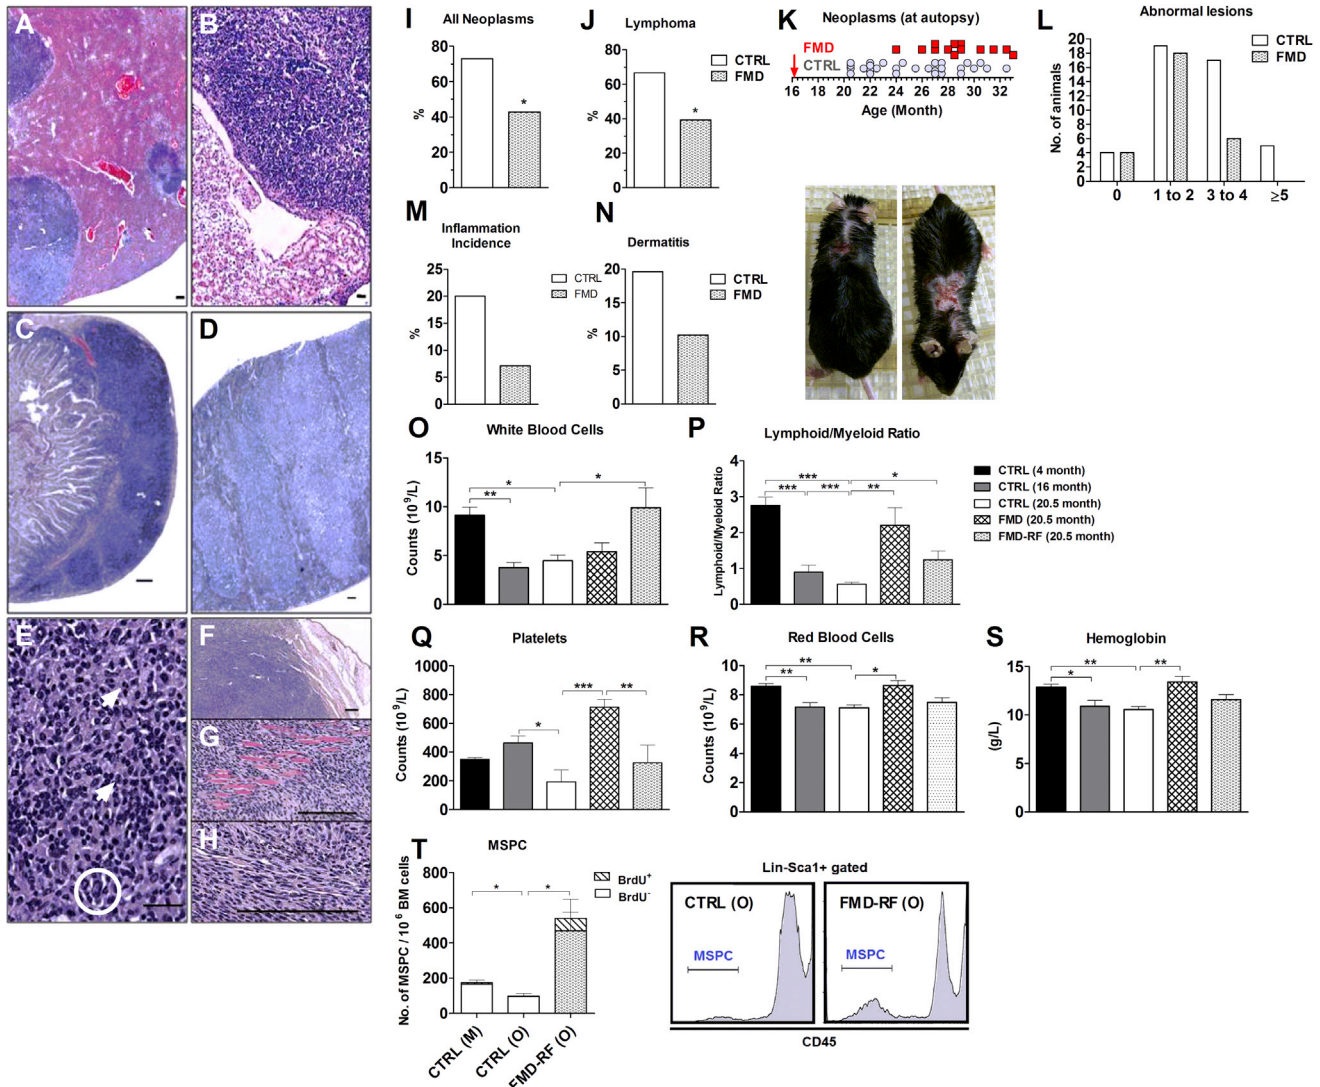 A
B
C
D
E
F
G
H
I
All Neoplasms
%
80
60
40
20
0
*
CTRL
FMD
J
Lymphoma
%
80
60
40
20
0
*
K
Neoplasms (at autopsy)
FMD
CTRL
16 18 20 22 24 26 28 30 32
Age (Month)
L
Abnormal lesions
No. of animals
20
18
16
14
12
10
8
6
4
2
0
0 1 to 2 3 to 4 ≥5
CTRL
FMD
M
Inflammation
Incidence
%
25
20
15
10
5
0
CTRL
FMD
N
Dermatitis
%
20
15
10
5
0
CTRL
FMD
O
White Blood Cells
Counts (10^9/L)
15
10
5
0
* *
**
P
Lymphoid/Myeloid Ratio
Lymphoid/Myeloid Ratio
4
3
2
1
0
*** *
*** *** **
CTRL (4 month)
CTRL (16 month)
CTRL (20.5 month)
FMD (20.5 month)
FMD-RF (20.5 month)
Q
Platelets
Counts (10^9/L)
1000
800
600
400
200
0
*** **
*
R
Red Blood Cells
Counts (10^9/L)
10
8
6
4
2
0
**
** *
S
Hemoglobin
(g/L)
15
10
5
0
** **
*
T
MSPC
No. of MSPC / 10^6 BM cells
800
600
400
200
0
* *
BrdU+
BrdU-
CTRL (M)
CTRL (O)
FMD-RF (O)
Lin-Sca1+ gated
CTRL (O)
MSPC
FMD-RF (O)
MSPC
CD45